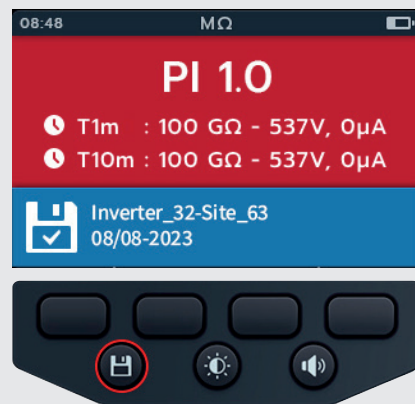 08:48 MΩ
PI 1.0
T1m : 100 GΩ - 537V, 0µA
T10m : 100 GΩ - 537V, 0µA
Inverter_32-Site_63
08/08-2023